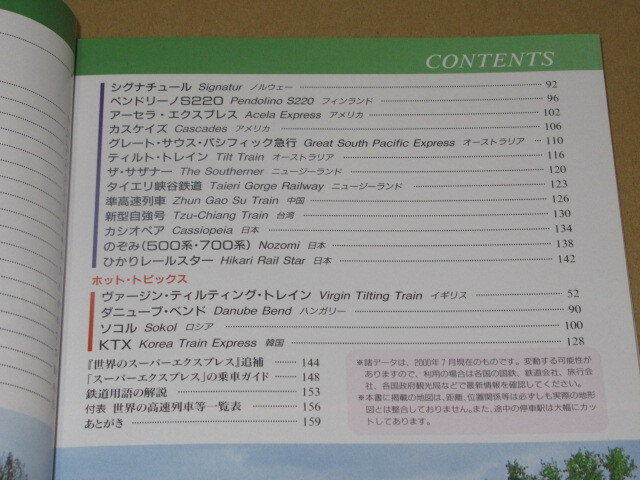 CONTENTS
シグナチュール Signatur ノルウェー 92
ペンドリーノS220 Pendolino S220 フィンランド 96
アーセラ・エクスプレス Acela Express アメリカ 102
カスケイズ Cascades アメリカ 106
グレート・サウス・パシフィック急行 Great South Pacific Express オーストラリア 110
ティルト・トレイン Tilt Train オーストラリア 116
ザ・サザナー The Southerner ニュージーランド 120
タイエリ峡谷鉄道 Taieri Gorge Railway ニュージーランド 123
準高速列車 Zhun Gao Su Train 中国 126
新型自強号 Tzu-Chiang Train 台湾 130
カシオペア Cassiopeia 日本 134
のぞみ(500系・700系) Nozomi 日本 138
ひかりレールスター Hikari Rail Star 日本 142
ホット・トピックス
ヴァージン・ティルティング・トレイン Virgin Tilting Train イギリス 52
ダニューブ・ベンド Danube Bend ハンガリー 90
ソコル Sokol ロシア 100
KTX Korea Train Express 韓国 128
『世界のスーパーエクスプレス』追補 144
「スーパーエクスプレス」の乗車ガイド 148
鉄道用語の解説 153
付表 世界の高速列車等一覧表 156
あとがき 159
※諸データは、2000年7月現在のものです。変動する可能性が
ありますので、利用の場合は各国の国鉄、鉄道会社、旅行会
社、各国政府観光局などで最新情報を確認してください。
※本書に掲載の地図は、距離、位置関係等は必ずしも実際の地形
図とは整合しておりません。また、途中の停車駅は大幅にカッ
トしてあります。